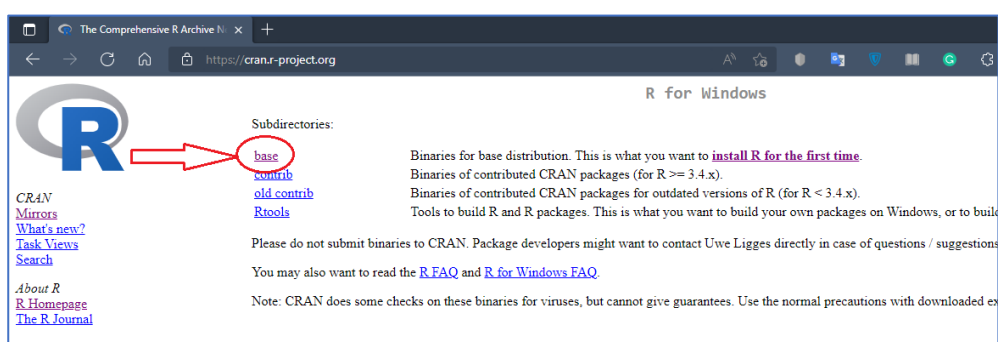 The Comprehensive R Archive N
https://cran.r-project.org
R
R for Windows
Subdirectories:
base Binaries for base distribution. This is what you want to install R for the first time.
contrib Binaries of contributed CRAN packages (for R >= 3.4.x).
old contrib Binaries of contributed CRAN packages for outdated versions of R (for R < 3.4.x).
Rtools Tools to build R and R packages. This is what you want to build your own packages on Windows, or to build
Please do not submit binaries to CRAN. Package developers might want to contact Uwe Ligges directly in case of questions / suggestions
You may also want to read the R FAQ and R for Windows FAQ.
Note: CRAN does some checks on these binaries for viruses, but cannot give guarantees. Use the normal precautions with downloaded ex
CRAN
Mirrors
What's new?
Task Views
Search
About R
R Homepage
The R Journal